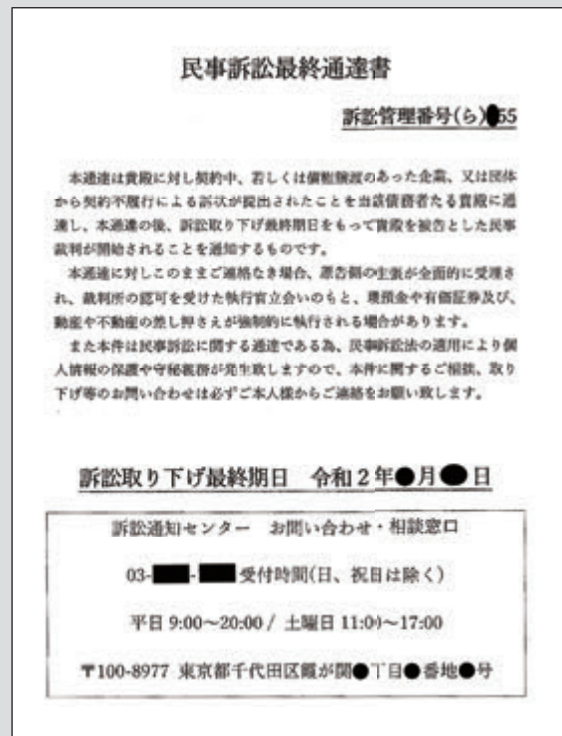 民事訴訟最終通達書
訴訟管理番号(ら)●55
本通達は貴殿に対し契約中、若しくは債権譲渡のあった企業、又は団体
から契約不履行による訴状が提出されたことを当該債務者たる貴殿に通
達し、本通達の後、訴訟取り下げ最終期日をもって貴殿を被告とした民事
裁判が開始されることを通知するものです。
本通達に対しこのままご連絡なき場合、原告側の主張が全面的に受理さ
れ、裁判所の認可を受けた執行官立会いのもと、現預金や有価証券及び、
動産や不動産の差し押さえが強制的に執行される場合があります。
また本件は民事訴訟に関する通達である為、民事訴訟法の適用により個
人情報の保護や守秘義務が発生致しますので、本件に関するご相談、取り
下げ等のお問い合わせは必ずご本人様からご連絡をお願い致します。
訴訟取り下げ最終期日 令和2年●月●日
訴訟通知センター お問い合わせ・相談窓口
03-■-■受付時間(日、祝日は除く)
平日 9:00～20:00 / 土曜日 11:00～17:00
〒100-8977 東京都千代田区霞が関●丁目●番地●号